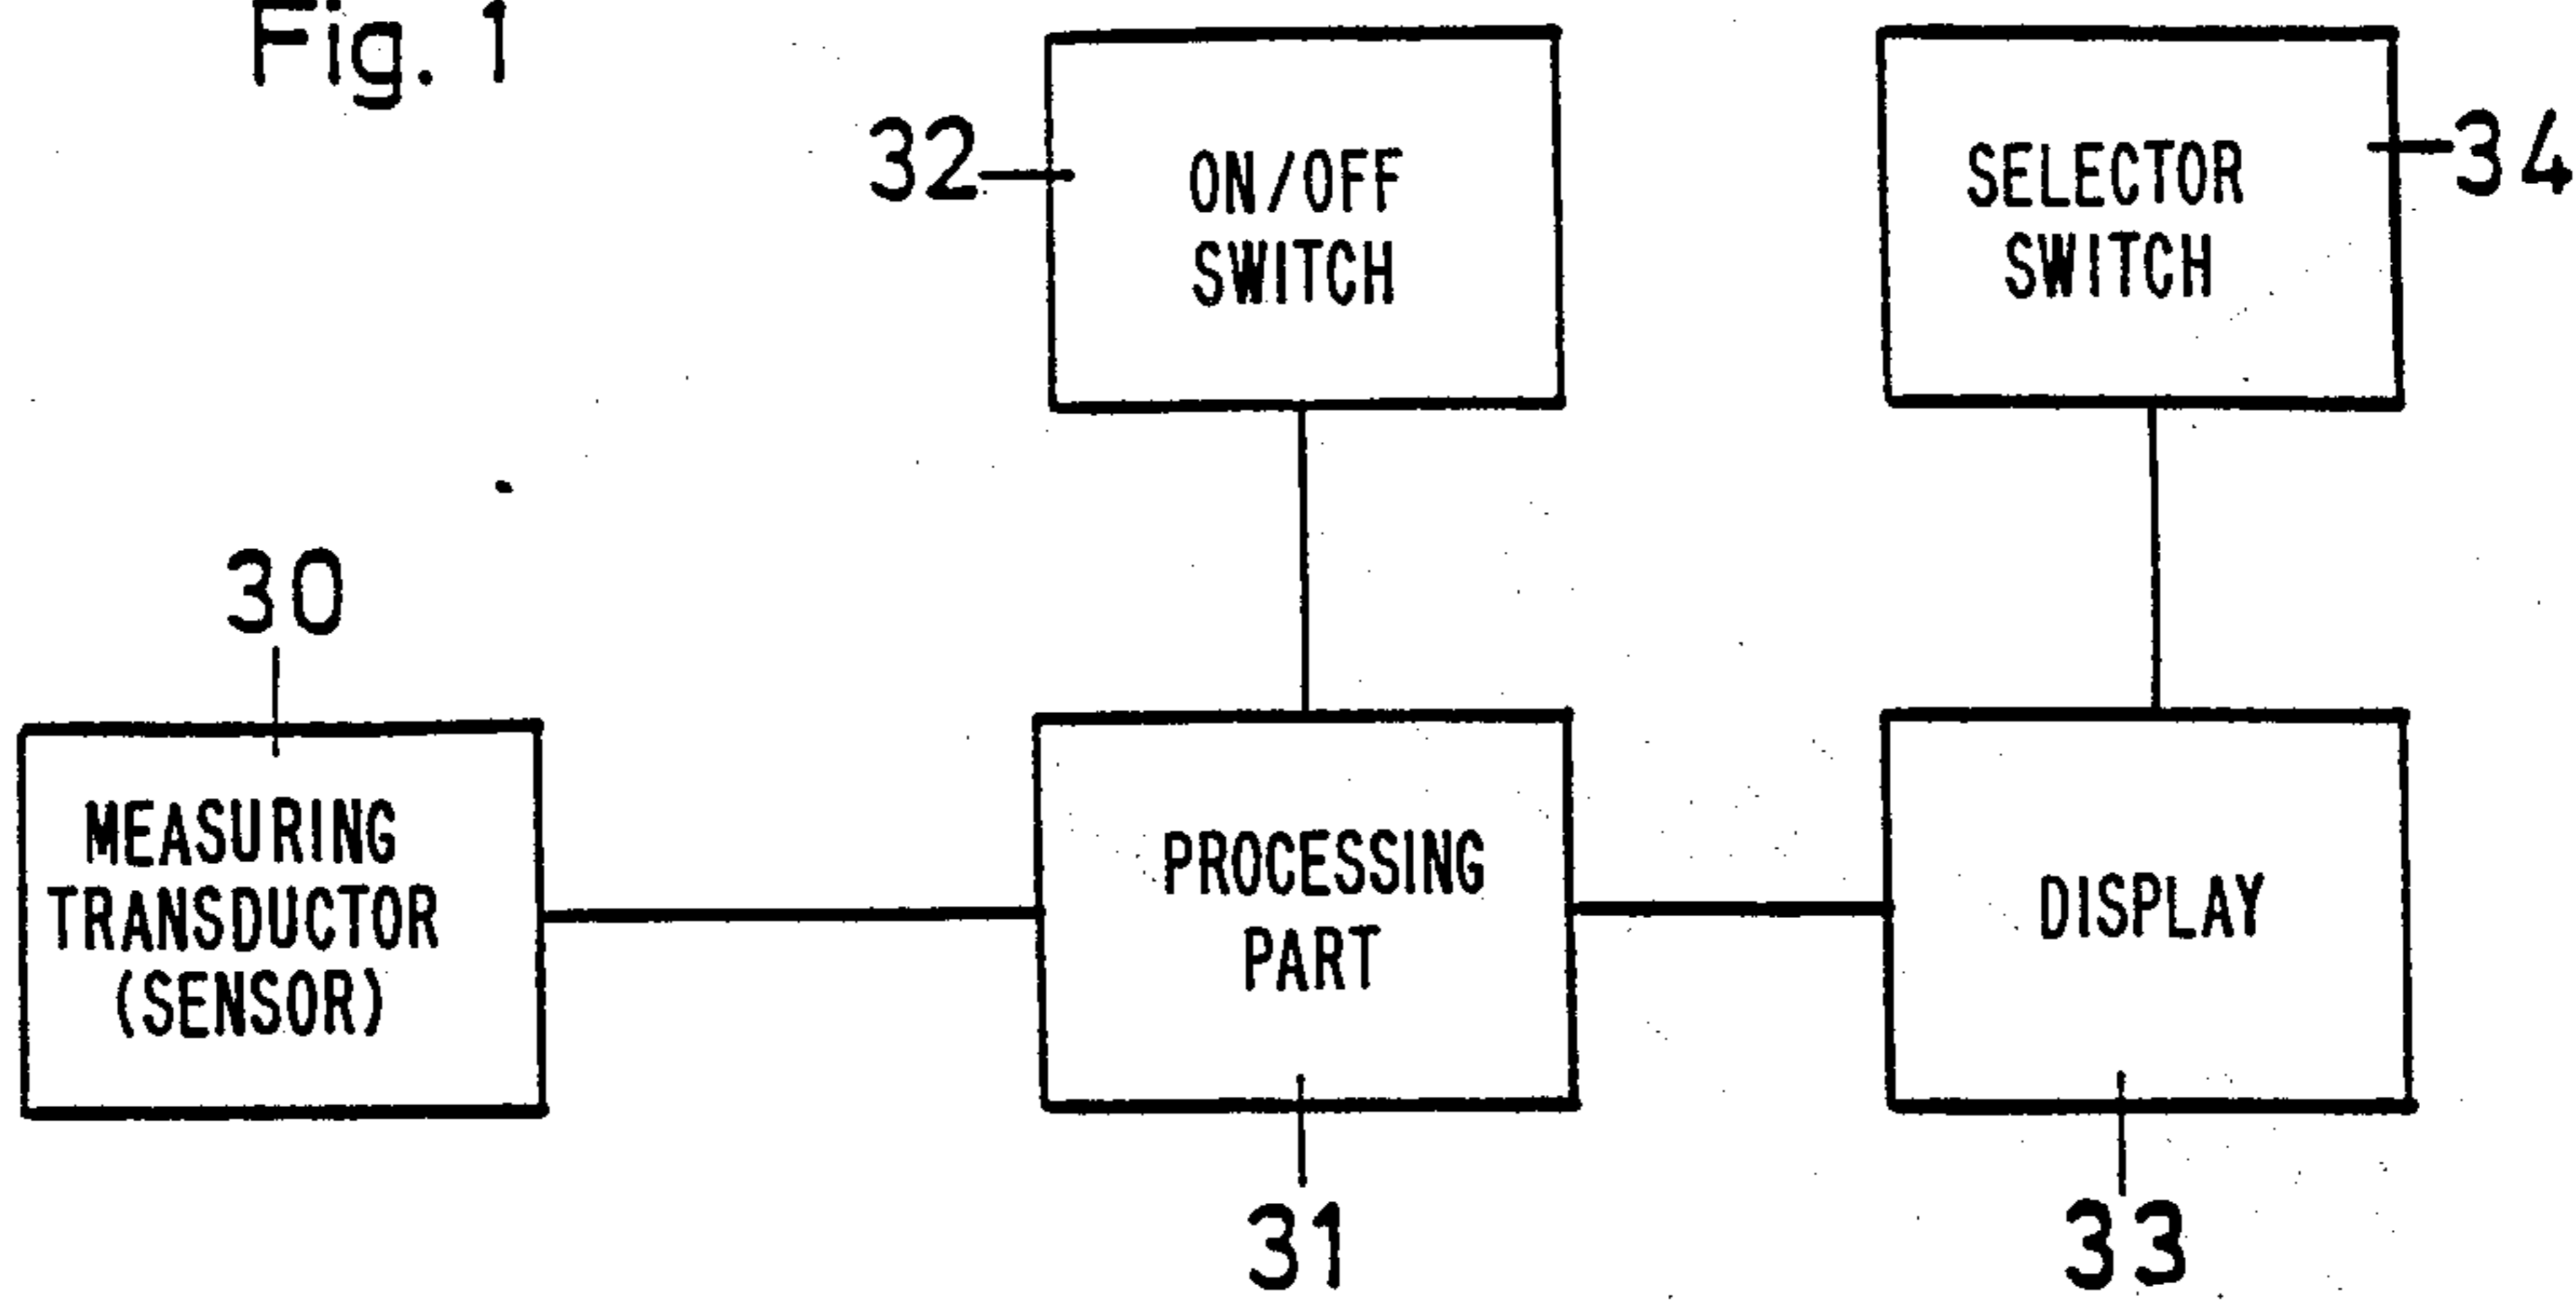 Fig. 1
32
ON/OFF
SWITCH
SELECTOR
SWITCH
34
30
MEASURING
TRANSDUCTOR
(SENSOR)
PROCESSING
PART
DISPLAY
31
33